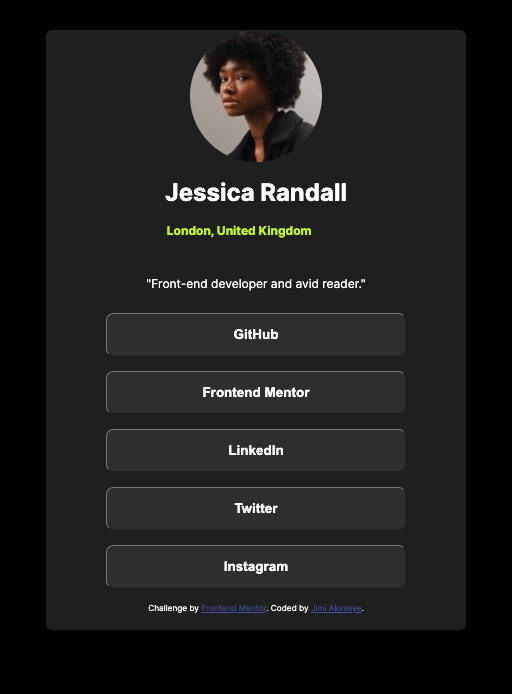 Jessica Randall
London, United Kingdom
"Front-end developer and avid reader."
GitHub
Frontend Mentor
LinkedIn
Twitter
Instagram
Challenge by Frontend Mentor. Coded by Jimi Akinleye.